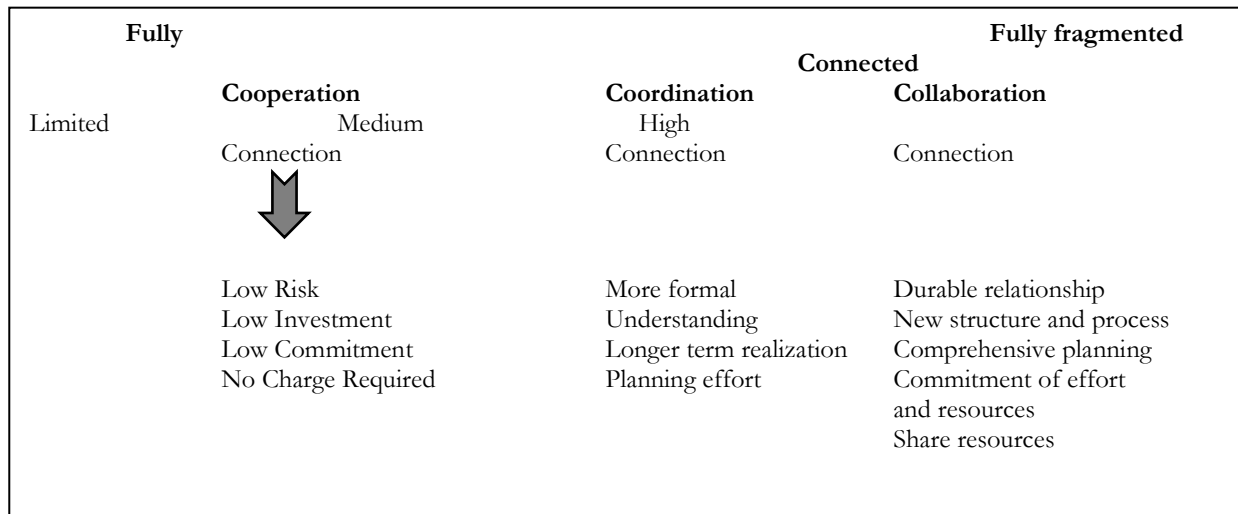 Fully Fully fragmented
Connected
Cooperation Coordination Collaboration
Limited Medium High
Connection Connection Connection
Low Risk More formal Durable relationship
Low Investment Understanding New structure and process
Low Commitment Longer term realization Comprehensive planning
No Charge Required Planning effort Commitment of effort
and resources
Share resources